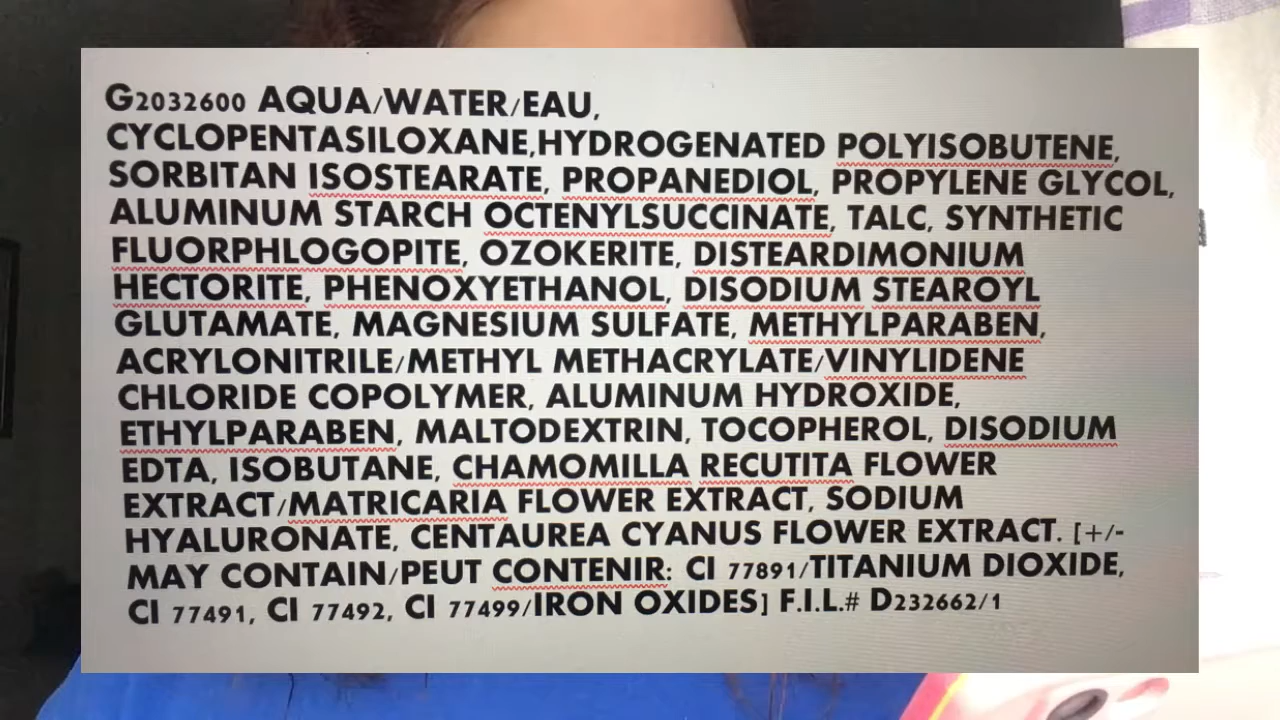 G2032600 AQUA/WATER/EAU,
CYCLOPENTASILOXANE,HYDROGENATED POLYISOBUTENE,
SORBITAN ISOSTEARATE, PROPANEDIOL, PROPYLENE GLYCOL,
ALUMINUM STARCH OCTENYLSUCCINATE, TALC, SYNTHETIC
FLUORPHLOGOPITE, OZOKERITE, DISTEARDIMONIUM
HECTORITE, PHENOXYETHANOL, DISODIUM STEAROYL
GLUTAMATE, MAGNESIUM SULFATE, METHYLPARABEN,
ACRYLONITRILE/METHYL METHACRYLATE/VINYLIDENE
CHLORIDE COPOLYMER, ALUMINUM HYDROXIDE,
ETHYLPARABEN, MALTODEXTRIN, TOCOPHEROL, DISODIUM
EDTA, ISOBUTANE, CHAMOMILLA RECUTITA FLOWER
EXTRACT/MATRICARIA FLOWER EXTRACT, SODIUM
HYALURONATE, CENTAUREA CYANUS FLOWER EXTRACT. [+/-
MAY CONTAIN/PEUT CONTENIR: CI 77891/TITANIUM DIOXIDE,
CI 77491, CI 77492, CI 77499/IRON OXIDES] F.I.L.# D232662/1